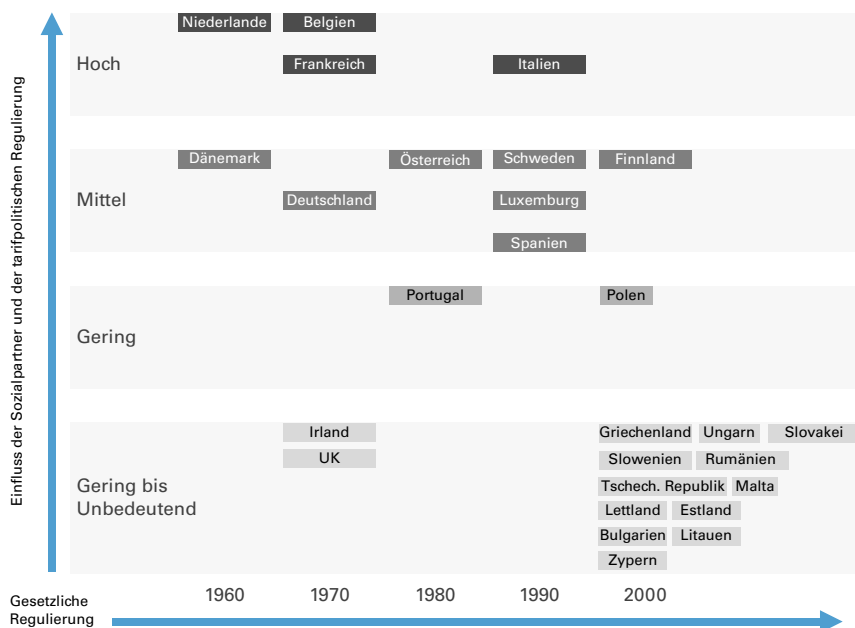 Einfluss der Sozialpartner und der tarifpolitischen Regulierung
Hoch
Niederlande Belgien
Frankreich Italien
Mittel
Dänemark Österreich Schweden Finnland
Deutschland Luxemburg
Spanien
Gering
Portugal Polen
Gering bis
Unbedeutend
Irland Griechenland Ungarn Slovakei
UK Slowenien Rumänien
Tschech. Republik Malta
Lettland Estland
Bulgarien Litauen
Zypern
Gesetzliche
Regulierung
1960 1970 1980 1990 2000